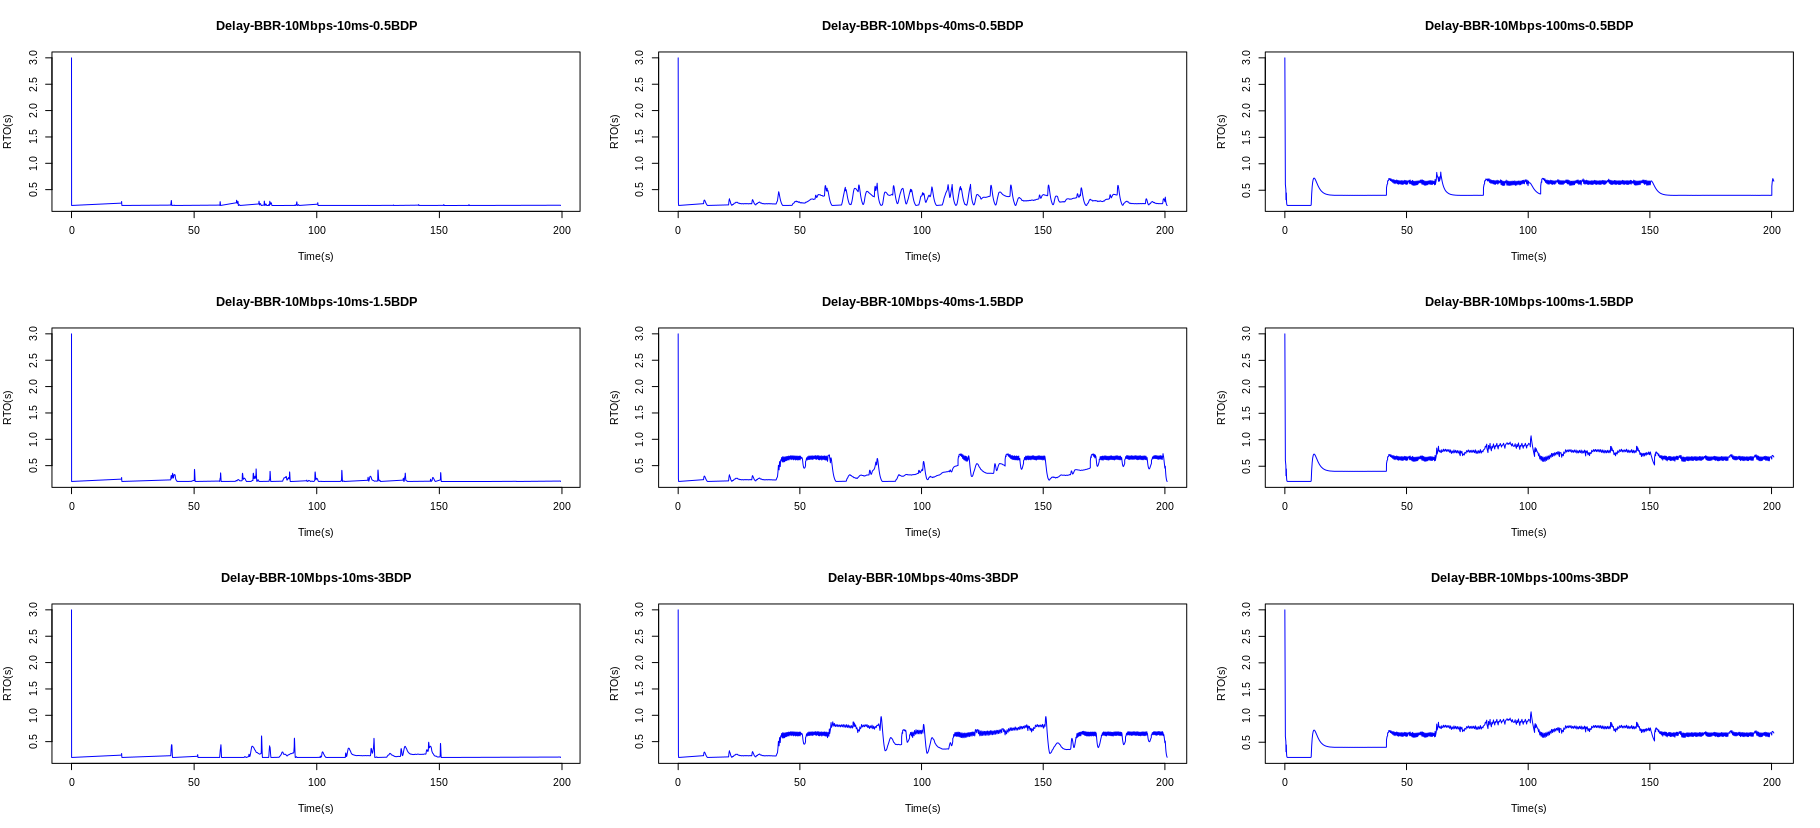 Delay-BBR-10Mbps-10ms-0.5BDP
RTO(s)
0.5 1.0 1.5 2.0 2.5 3.0
0 50 100 150 200
Time(s)
Delay-BBR-10Mbps-40ms-0.5BDP
RTO(s)
0.5 1.0 1.5 2.0 2.5 3.0
0 50 100 150 200
Time(s)
Delay-BBR-10Mbps-100ms-0.5BDP
RTO(s)
0.5 1.0 1.5 2.0 2.5 3.0
0 50 100 150 200
Time(s)
Delay-BBR-10Mbps-10ms-1.5BDP
RTO(s)
0.5 1.0 1.5 2.0 2.5 3.0
0 50 100 150 200
Time(s)
Delay-BBR-10Mbps-40ms-1.5BDP
RTO(s)
0.5 1.0 1.5 2.0 2.5 3.0
0 50 100 150 200
Time(s)
Delay-BBR-10Mbps-100ms-1.5BDP
RTO(s)
0.5 1.0 1.5 2.0 2.5 3.0
0 50 100 150 200
Time(s)
Delay-BBR-10Mbps-10ms-3BDP
RTO(s)
0.5 1.0 1.5 2.0 2.5 3.0
0 50 100 150 200
Time(s)
Delay-BBR-10Mbps-40ms-3BDP
RTO(s)
0.5 1.0 1.5 2.0 2.5 3.0
0 50 100 150 200
Time(s)
Delay-BBR-10Mbps-100ms-3BDP
RTO(s)
0.5 1.0 1.5 2.0 2.5 3.0
0 50 100 150 200
Time(s)